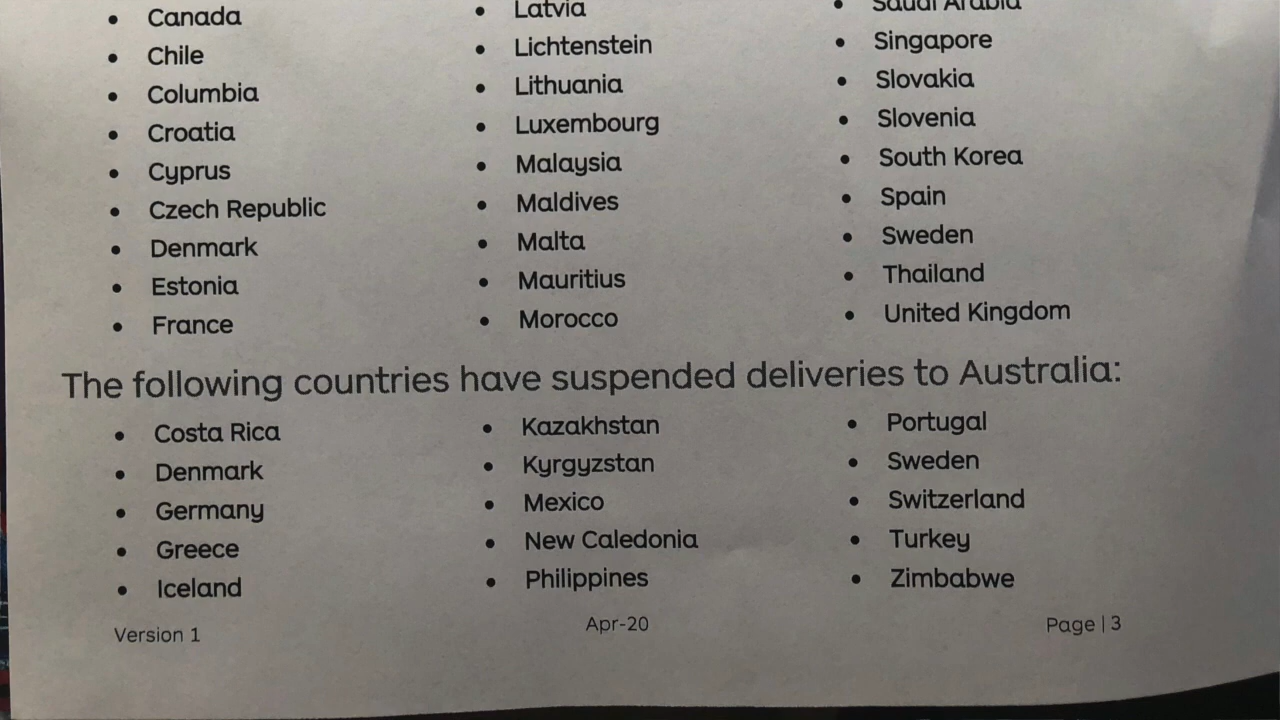 Canada
Chile
Columbia
Croatia
Cyprus
Czech Republic
Denmark
Estonia
France
Latvia
Lichtenstein
Lithuania
Luxembourg
Malaysia
Maldives
Malta
Mauritius
Morocco
Saudi Arabia
Singapore
Slovakia
Slovenia
South Korea
Spain
Sweden
Thailand
United Kingdom
The following countries have suspended deliveries to Australia:
Costa Rica
Denmark
Germany
Greece
Iceland
Kazakhstan
Kyrgyzstan
Mexico
New Caledonia
Philippines
Portugal
Sweden
Switzerland
Turkey
Zimbabwe
Version 1
Apr-20
Page | 3